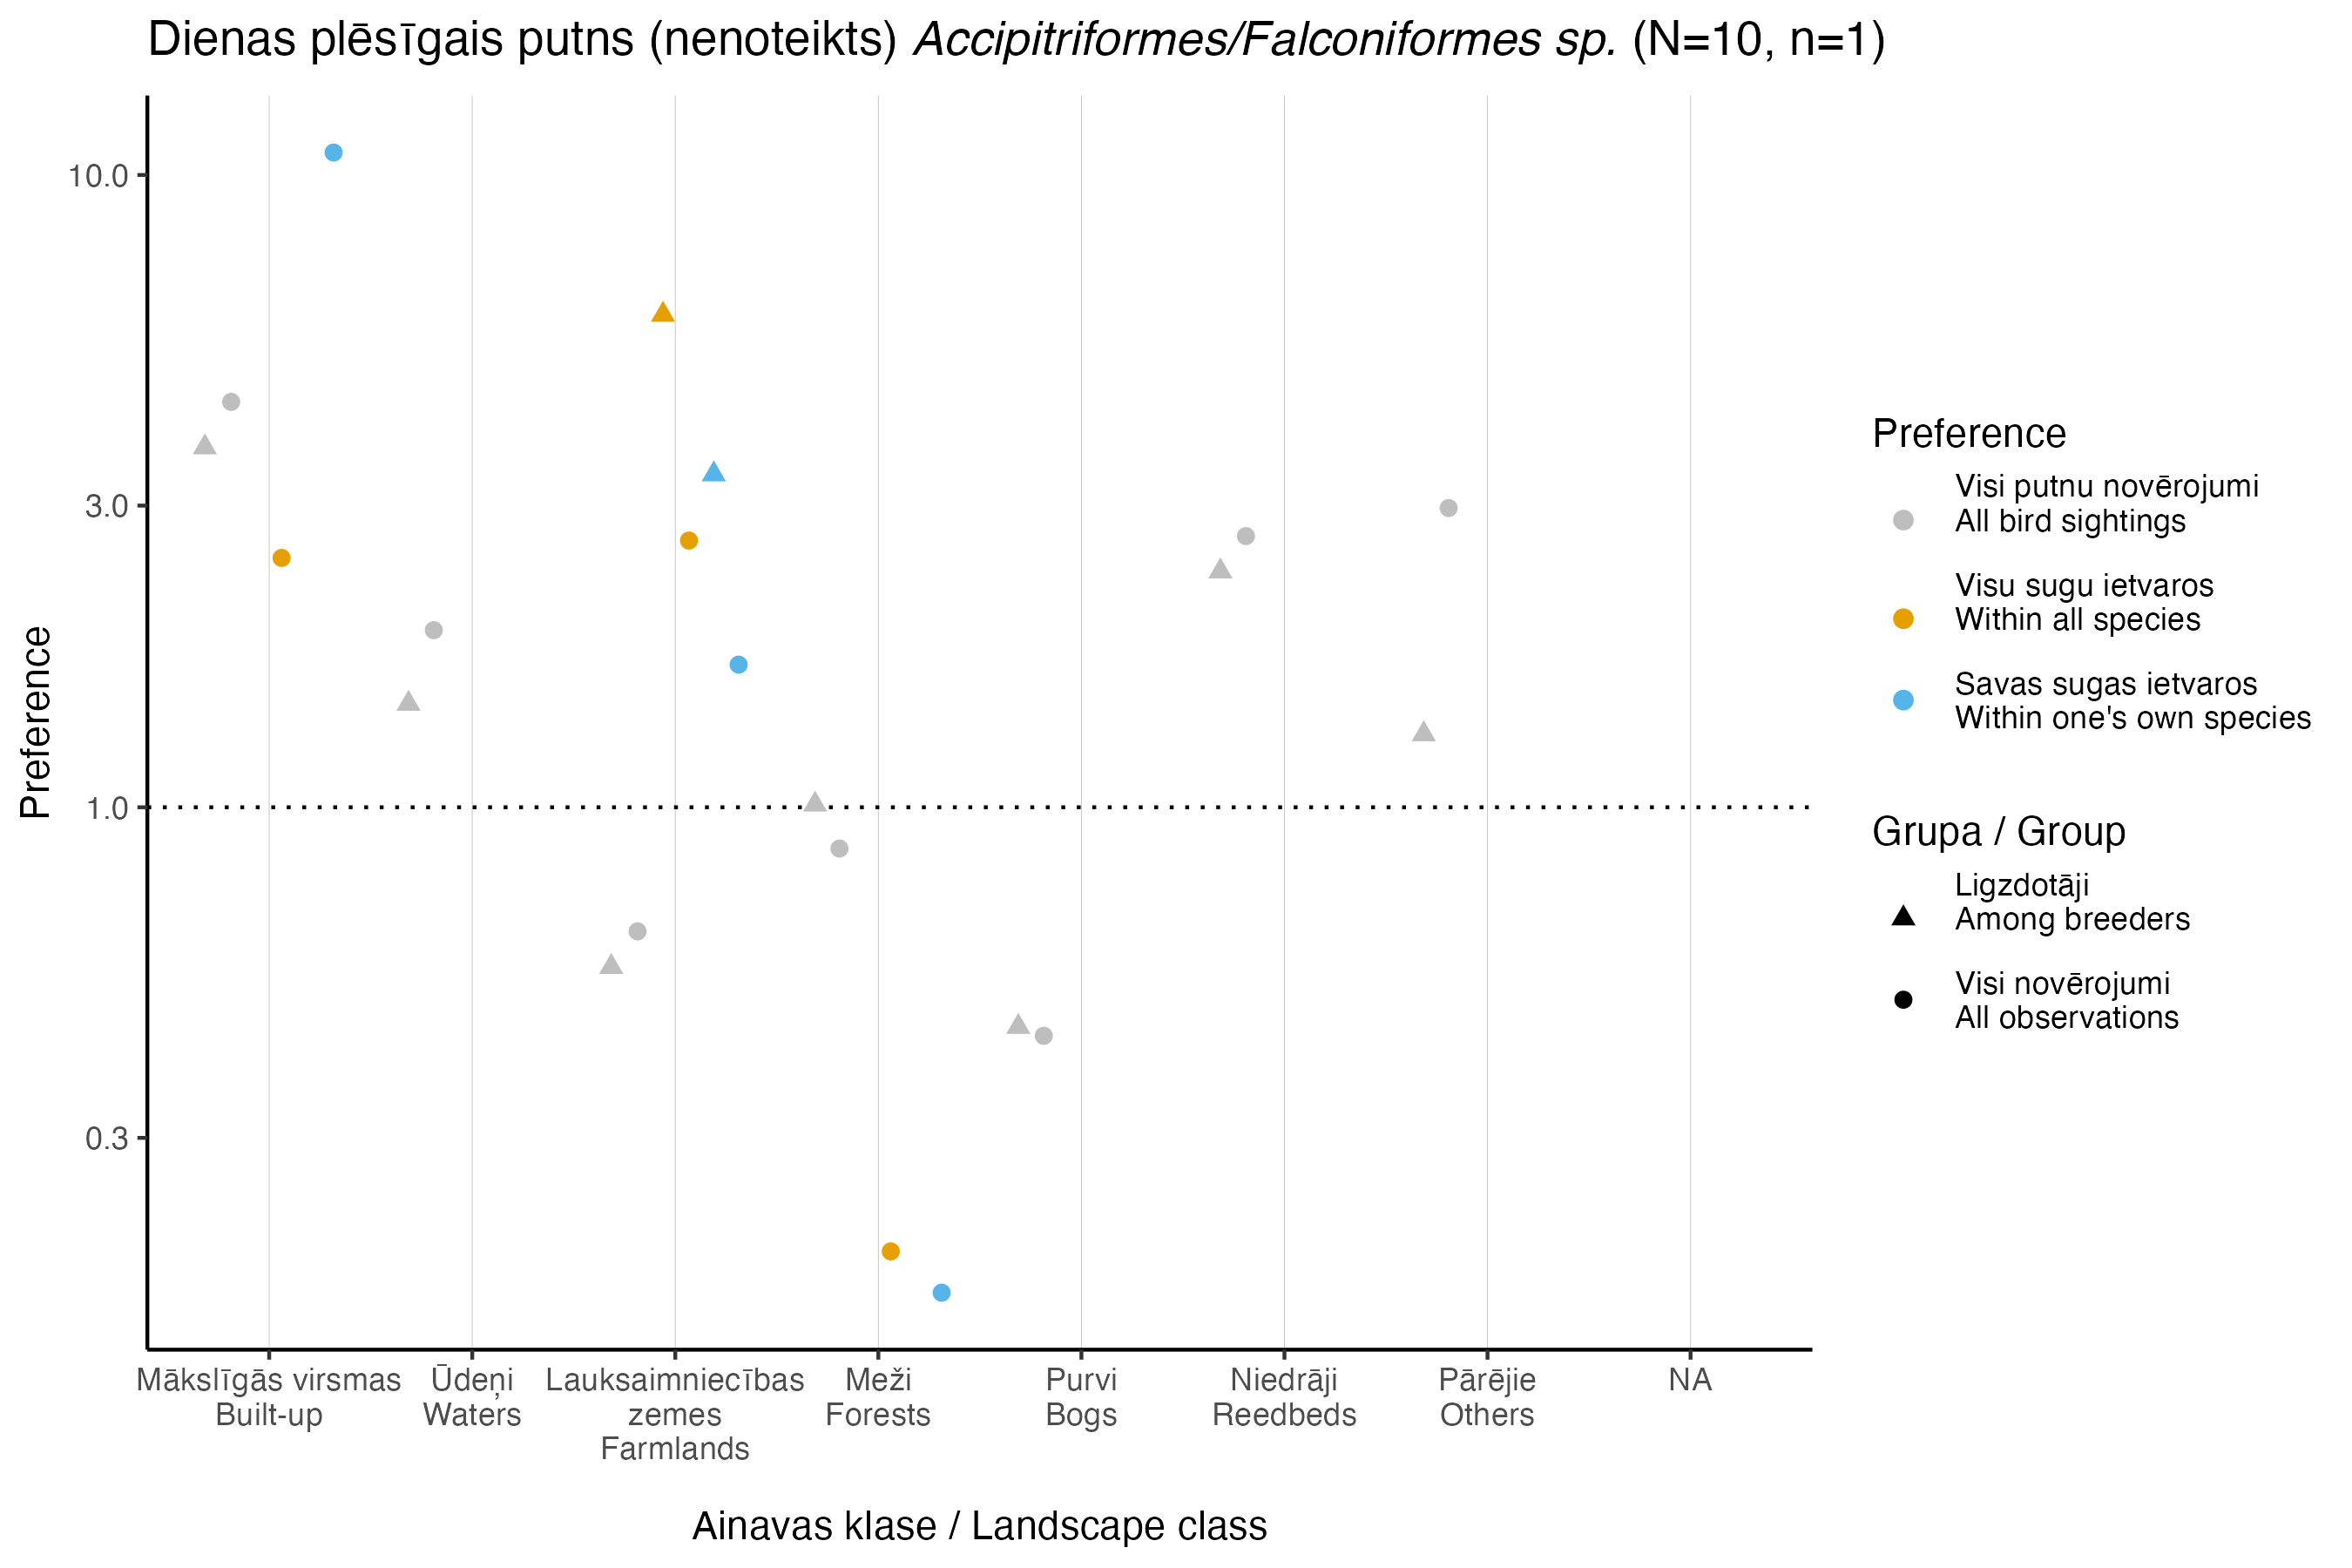 Dienas plēsīgais putns (nenoteikts) Accipitriformes/Falconiformes sp. (N=10, n=1)
Preference
10.0
3.0
1.0
0.3
Mākslīgās virsmas
Built-up
Ūdeņi
Waters
Lauksaimniecības
zemes
Farmlands
Meži
Forests
Purvi
Bogs
Niedrāji
Reedbeds
Pārējie
Others
NA
Ainavas klase / Landscape class
Preference
Visi putnu novērojumi
All bird sightings
Visu sugu ietvaros
Within all species
Savas sugas ietvaros
Within one's own species
Grupa / Group
Ligzdotāji
Among breeders
Visi novērojumi
All observations